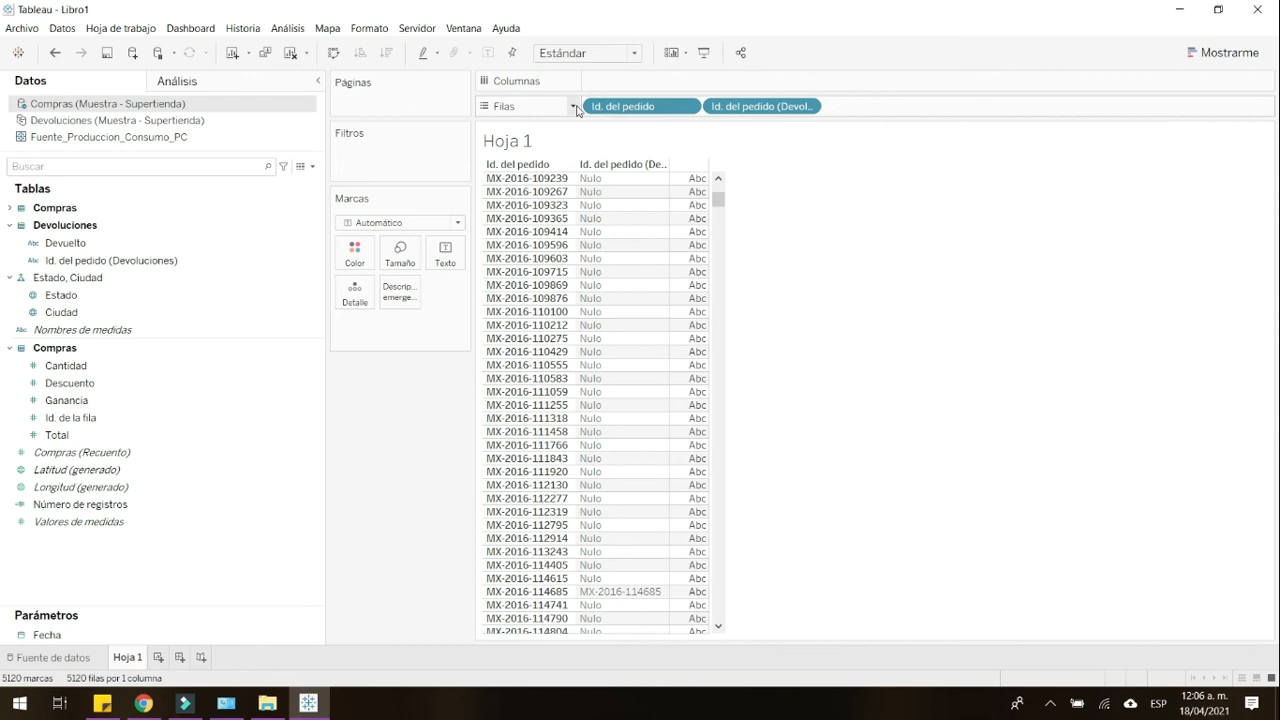 Tableau - Libro1
Archivo Datos Hoja de trabajo Dashboard Historia Análisis Mapa Formato Servidor Ventana Ayuda
Estándar
Mostrarme
Datos Análisis
Compras (Muestra - Supertienda)
Devoluciones (Muestra - Supertienda)
Fuente_Produccion_Consumo_PC
Buscar
Tablas
Compras
Devoluciones
Abc Devuelto
Abc Id. del pedido (Devoluciones)
Estado, Ciudad
Estado
Ciudad
Abc Nombres de medidas
Compras
Cantidad
Descuento
Ganancia
Id. de la fila
Total
Compras (Recuento)
Latitud (generado)
Longitud (generado)
Número de registros
Valores de medidas
Parámetros
Fecha
Páginas
Filtros
Marcas
Automático
Color Tamaño Texto
Detalle Descrip... emerge...
Columnas
Filas Id. del pedido Id. del pedido (Devol..
Hoja 1
Id. del pedido Id. del pedido (De..
MX-2016-109239 Nulo Abc
MX-2016-109267 Nulo Abc
MX-2016-109323 Nulo Abc
MX-2016-109365 Nulo Abc
MX-2016-109414 Nulo Abc
MX-2016-109596 Nulo Abc
MX-2016-109603 Nulo Abc
MX-2016-109715 Nulo Abc
MX-2016-109869 Nulo Abc
MX-2016-109876 Nulo Abc
MX-2016-110100 Nulo Abc
MX-2016-110212 Nulo Abc
MX-2016-110275 Nulo Abc
MX-2016-110429 Nulo Abc
MX-2016-110555 Nulo Abc
MX-2016-110583 Nulo Abc
MX-2016-111059 Nulo Abc
MX-2016-111255 Nulo Abc
MX-2016-111318 Nulo Abc
MX-2016-111458 Nulo Abc
MX-2016-111766 Nulo Abc
MX-2016-111843 Nulo Abc
MX-2016-111920 Nulo Abc
MX-2016-112130 Nulo Abc
MX-2016-112277 Nulo Abc
MX-2016-112319 Nulo Abc
MX-2016-112795 Nulo Abc
MX-2016-112914 Nulo Abc
MX-2016-113243 Nulo Abc
MX-2016-114405 Nulo Abc
MX-2016-114615 Nulo Abc
MX-2016-114685 MX-2016-114685 Abc
MX-2016-114741 Nulo Abc
MX-2016-114790 Nulo Abc
MX-2016-114804 Nulo Abc
Fuente de datos Hoja 1
5120 marcas 5120 filas por 1 columna
ESP
12:06 a. m.
18/04/2021